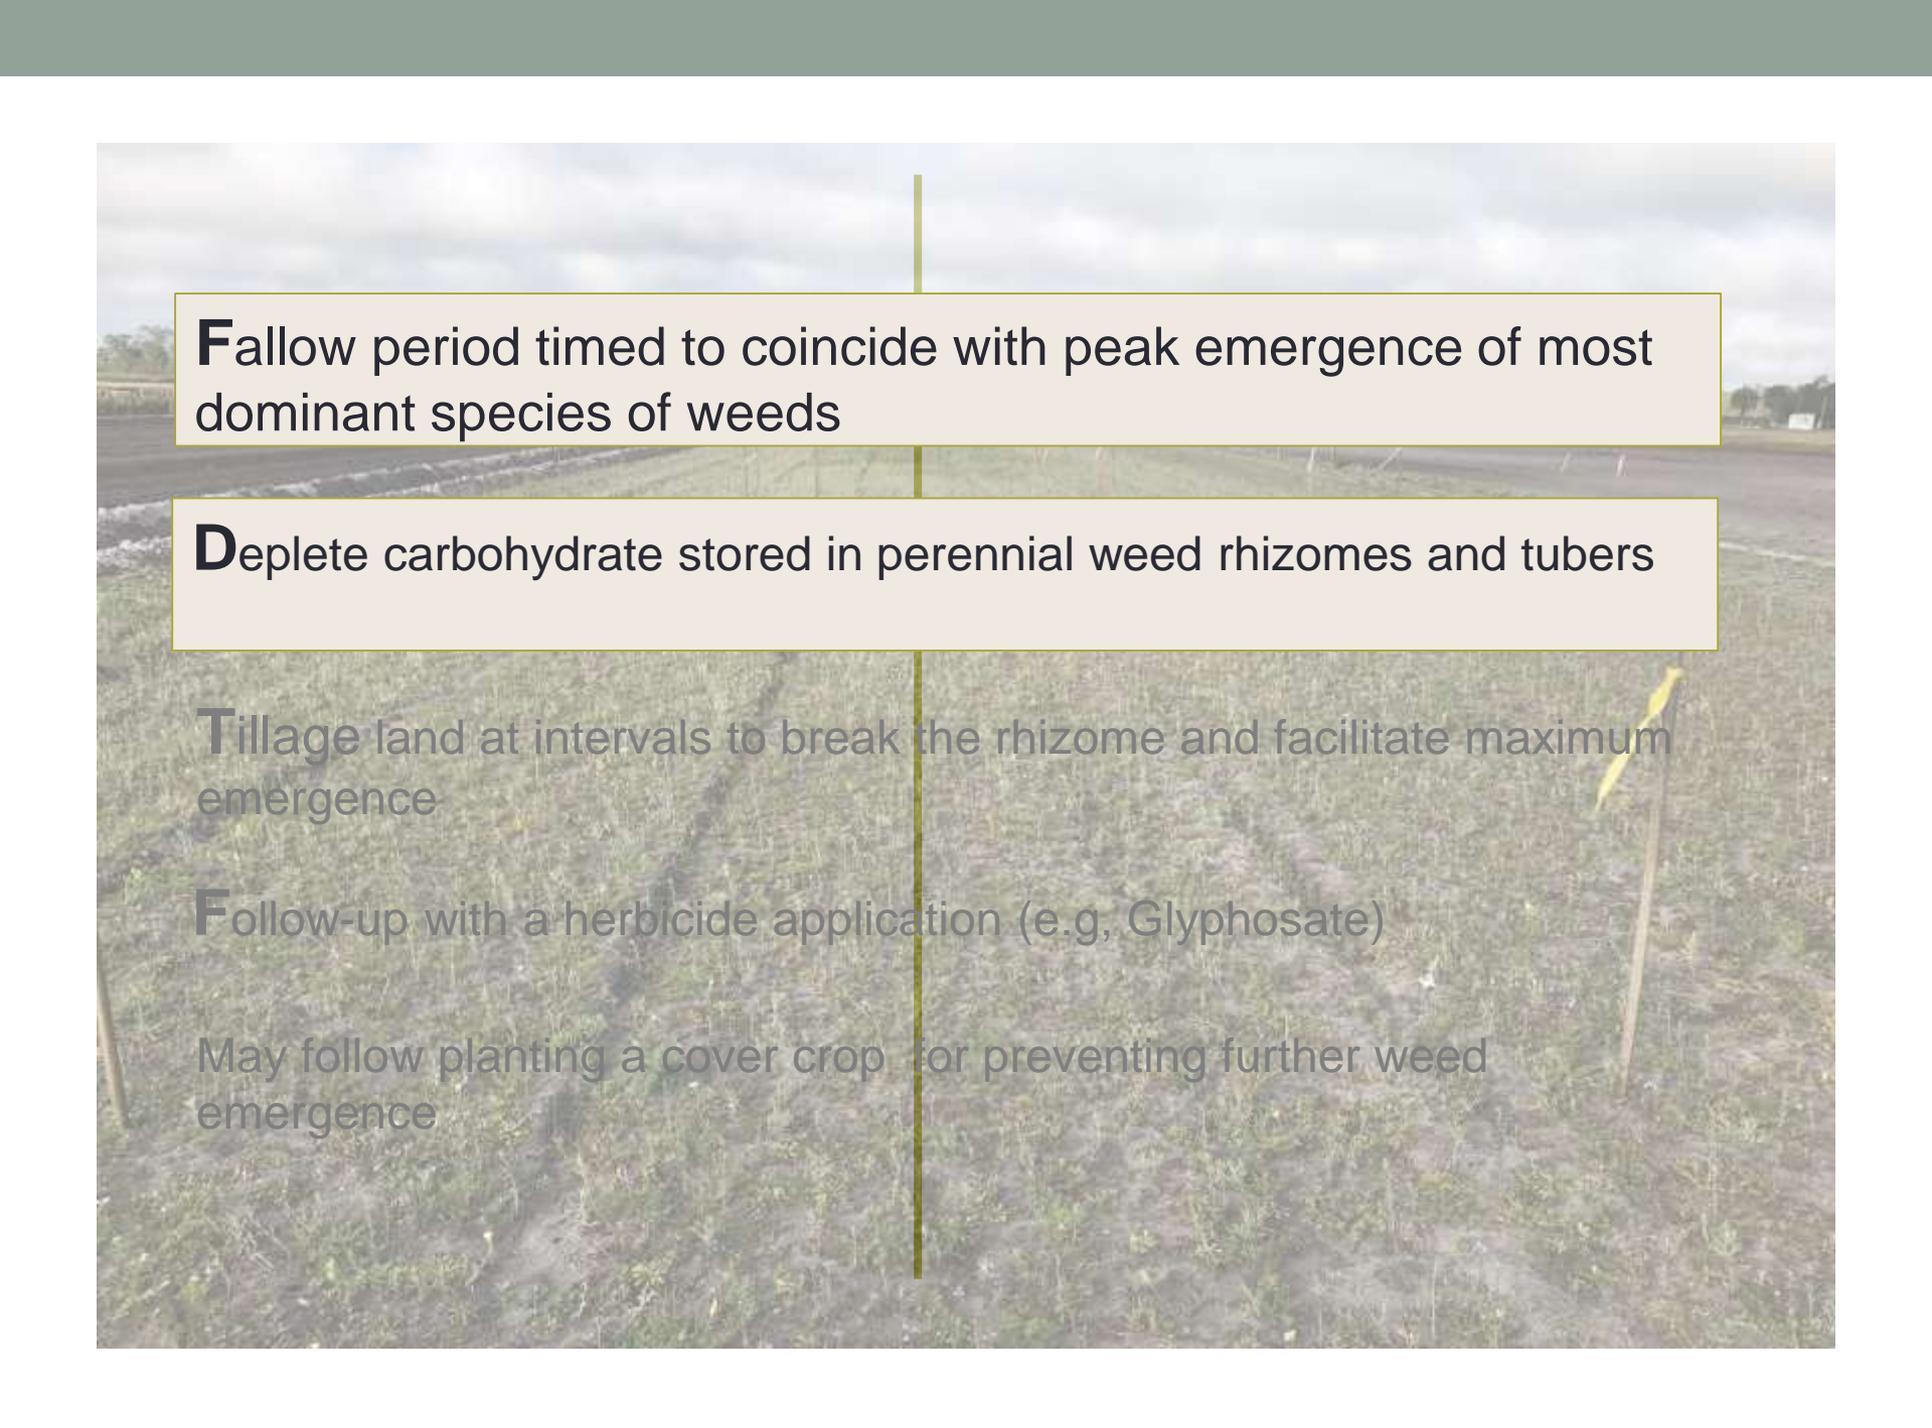 Fallow period timed to coincide with peak emergence of most
dominant species of weeds
Deplete carbohydrate stored in perennial weed rhizomes and tubers
Tillage land at intervals to break the rhizome and facilitate maximum
emergence
Follow-up with a herbicide application (e.g, Glyphosate)
May follow planting a cover crop  for preventing further weed
emergence